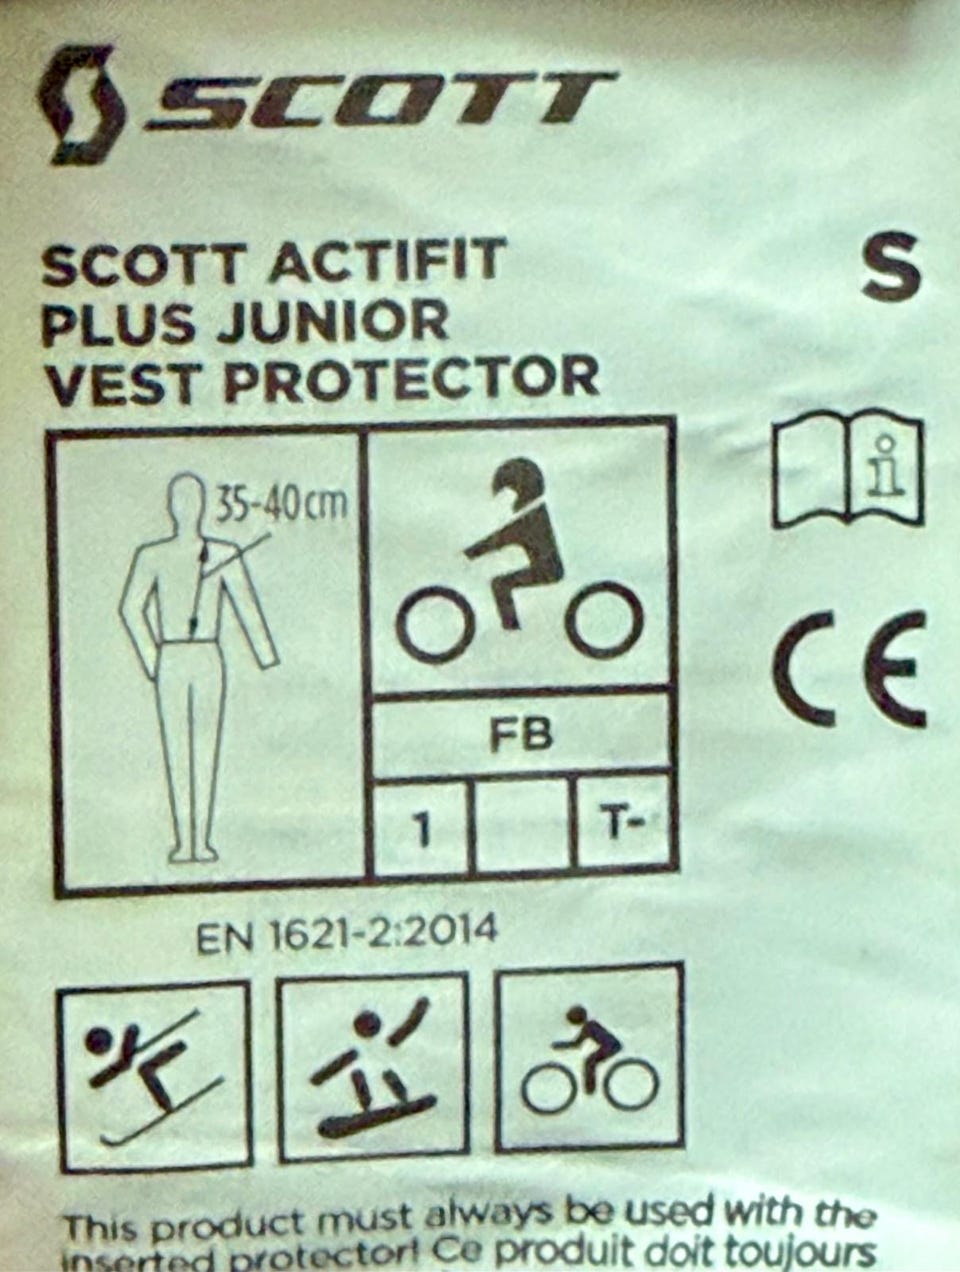 SCOTT
SCOTT ACTIFIT
PLUS JUNIOR
VEST PROTECTOR
S
35-40cm
i
CE
FB
1
T-
EN 1621-2:2014
This product must always be used with the
inserted protector! Ce produit doit toujours